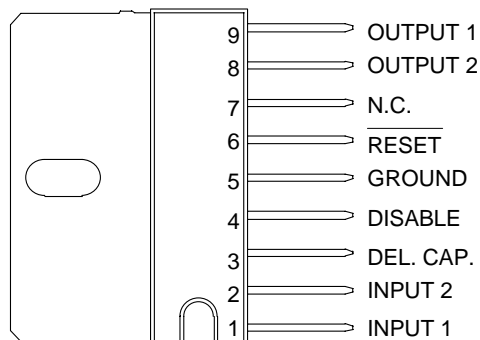 9 OUTPUT 1
8 OUTPUT 2
7 N.C.
6 RESET
5 GROUND
4 DISABLE
3 DEL. CAP.
2 INPUT 2
1 INPUT 1